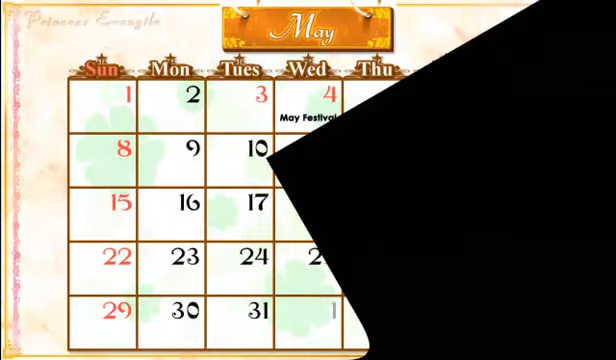 Princess Evangile
May
Sun Mon Tues Wed Thu
1 2 3 4
May Festival
8 9 10
15 16 17
22 23 24 2
29 30 31 1